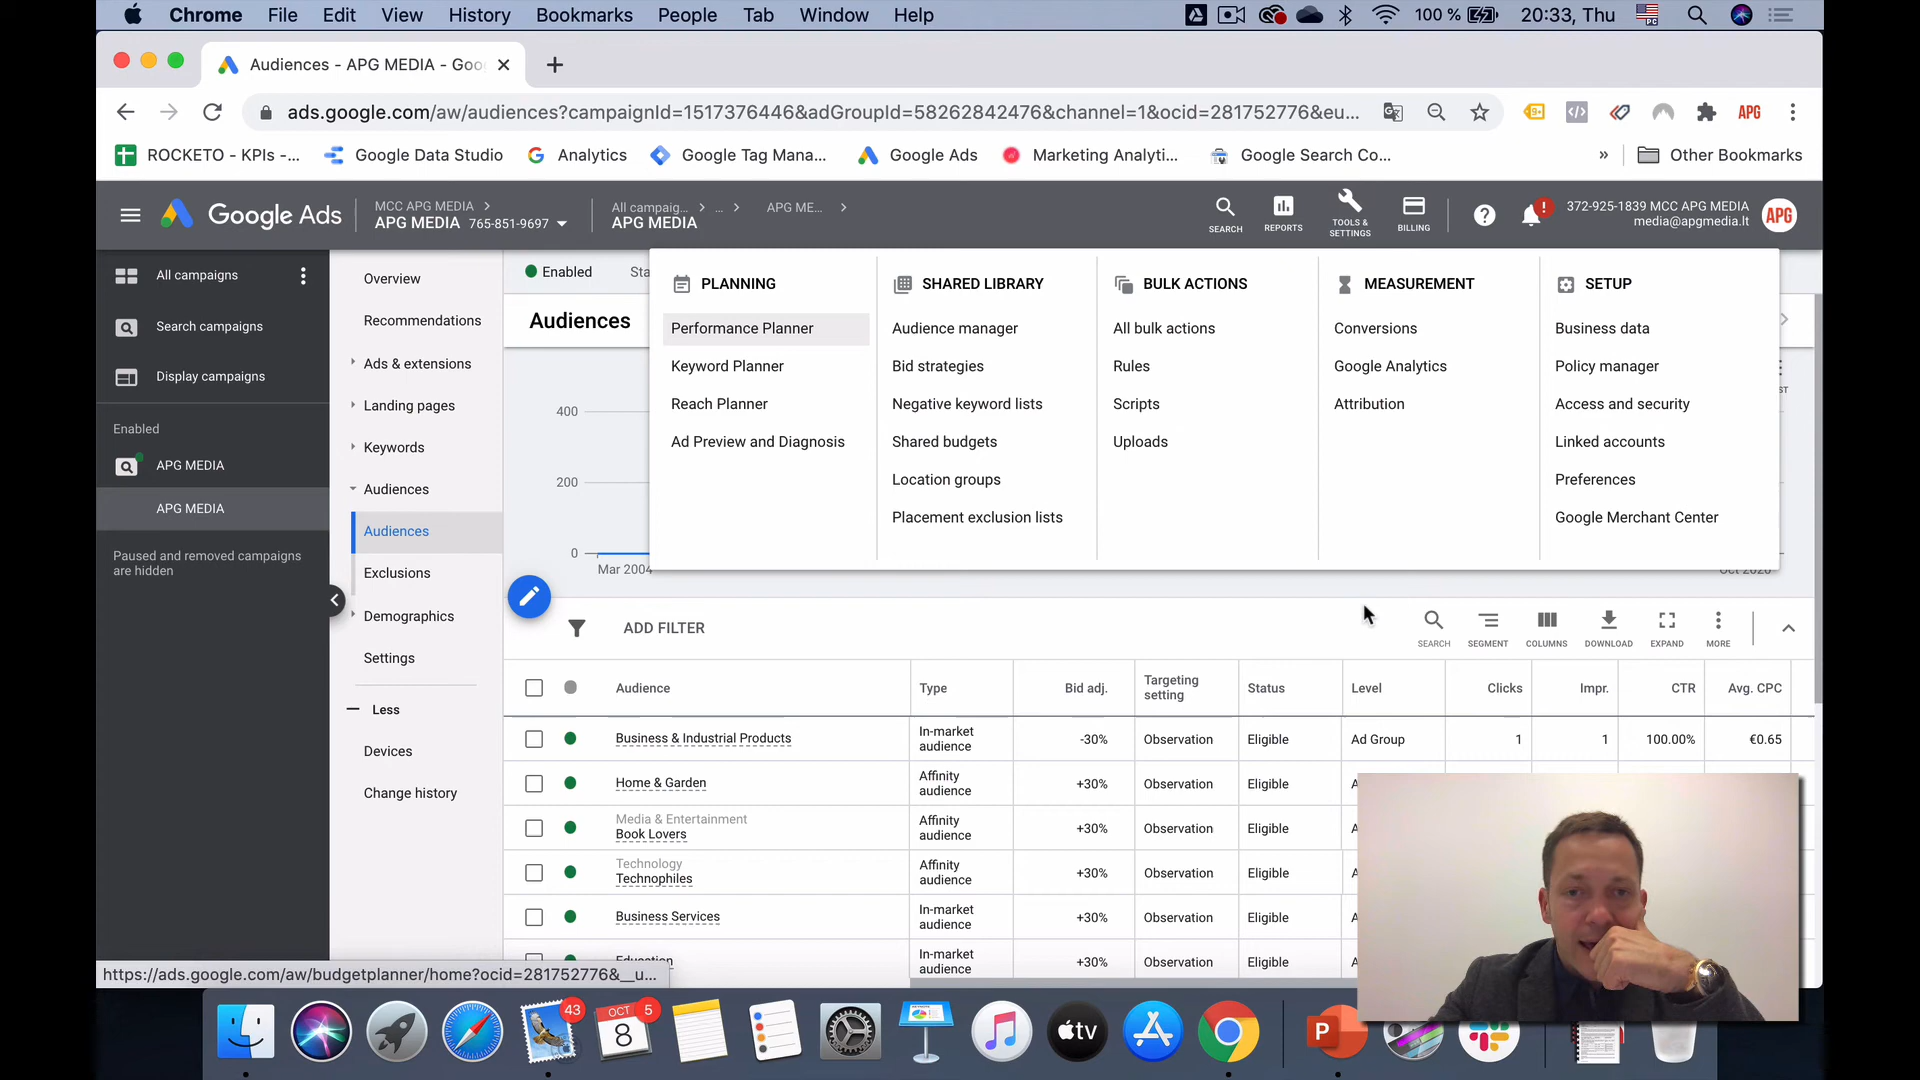 Chrome File Edit View History Bookmarks People Tab Window Help 100 % 20:33, Thu
Audiences - APG MEDIA - Goo
ads.google.com/aw/audiences?campaignId=1517376446&adGroupId=58262842476&channel=1&ocid=281752776&eu...
APG
ROCKETO - KPIs -... Google Data Studio Analytics Google Tag Mana... Google Ads Marketing Analyti... Google Search Co... » Other Bookmarks
Google Ads
MCC APG MEDIA
APG MEDIA 765-851-9697
All campaig... ... APG ME...
APG MEDIA
SEARCH
REPORTS
TOOLS & SETTINGS
BILLING
372-925-1839 MCC APG MEDIA
media@apgmedia.lt
APG
All campaigns
Search campaigns
Display campaigns
Enabled
APG MEDIA
APG MEDIA
Paused and removed campaigns
are hidden
Overview
Recommendations
Ads & extensions
Landing pages
Keywords
Audiences
Audiences
Exclusions
Demographics
Settings
Less
Devices
Change history
Enabled Sta
Audiences
400
200
0
Mar 2004
Oct 2020
PLANNING
Performance Planner
Keyword Planner
Reach Planner
Ad Preview and Diagnosis
SHARED LIBRARY
Audience manager
Bid strategies
Negative keyword lists
Shared budgets
Location groups
Placement exclusion lists
BULK ACTIONS
All bulk actions
Rules
Scripts
Uploads
MEASUREMENT
Conversions
Google Analytics
Attribution
SETUP
Business data
Policy manager
Access and security
Linked accounts
Preferences
Google Merchant Center
ADD FILTER
SEARCH SEGMENT COLUMNS DOWNLOAD EXPAND MORE
Audience Type Bid adj. Targeting setting Status Level Clicks Impr. CTR Avg. CPC
Business & Industrial Products In-market audience -30% Observation Eligible Ad Group 1 1 100.00% €0.65
Home & Garden Affinity audience +30% Observation Eligible
Media & Entertainment
Book Lovers Affinity audience +30% Observation Eligible
Technology
Technophiles Affinity audience +30% Observation Eligible
Business Services In-market audience +30% Observation Eligible
Education In-market audience +30% Observation Eligible
https://ads.google.com/aw/budgetplanner/home?ocid=281752776&__u...
43
OCT
8
5
tv
P